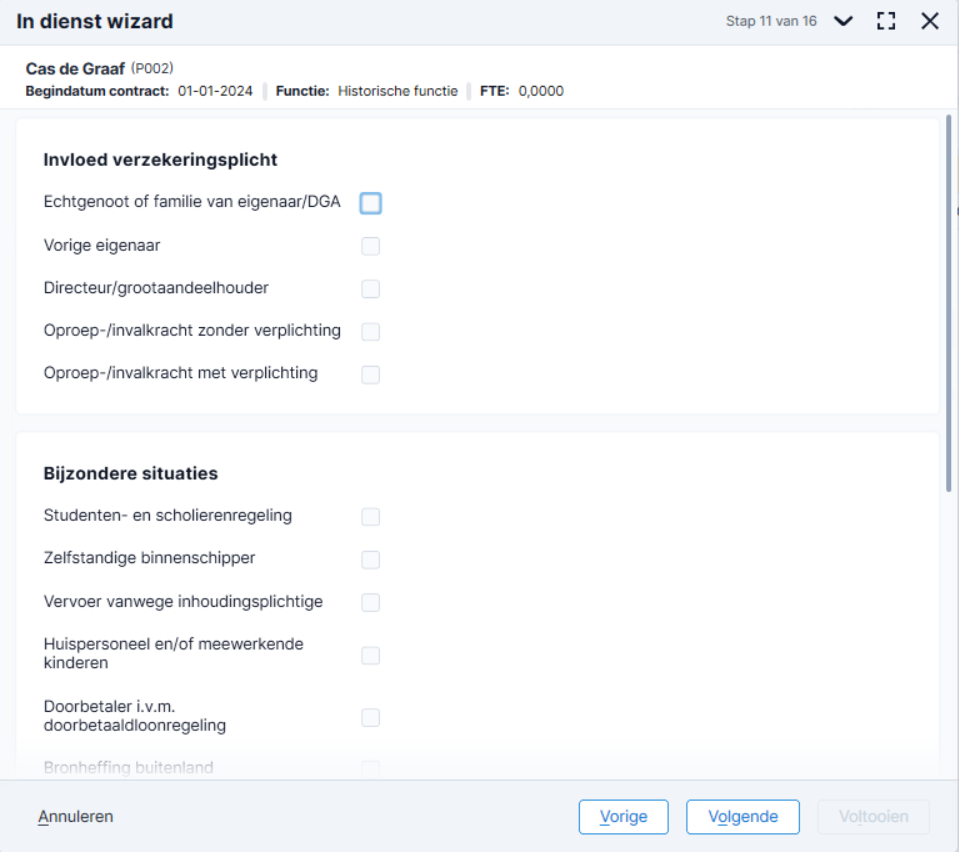 In dienst wizard
Stap 11 van 16
Cas de Graaf (P002)
Begindatum contract: 01-01-2024 Functie: Historische functie FTE: 0,0000
Invloed verzekeringsplicht
Echtgenoot of familie van eigenaar/DGA
Vorige eigenaar
Directeur/grootaandeelhouder
Oproep-/invalkracht zonder verplichting
Oproep-/invalkracht met verplichting
Bijzondere situaties
Studenten- en scholierenregeling
Zelfstandige binnenschipper
Vervoer vanwege inhoudingsplichtige
Huispersoneel en/of meewerkende
kinderen
Doorbetaler i.v.m.
doorbetaaldloonregeling
Bronheffing buitenland
Annuleren
Vorige
Volgende
Voltooien